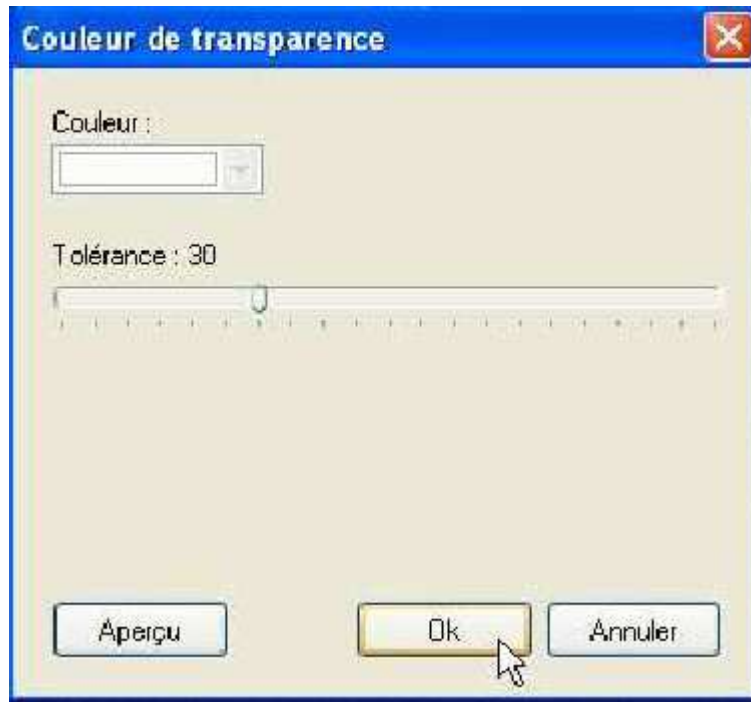 Couleur de transparence
Couleur :
Tolérance : 30
Aperçu
Ok
Annuler